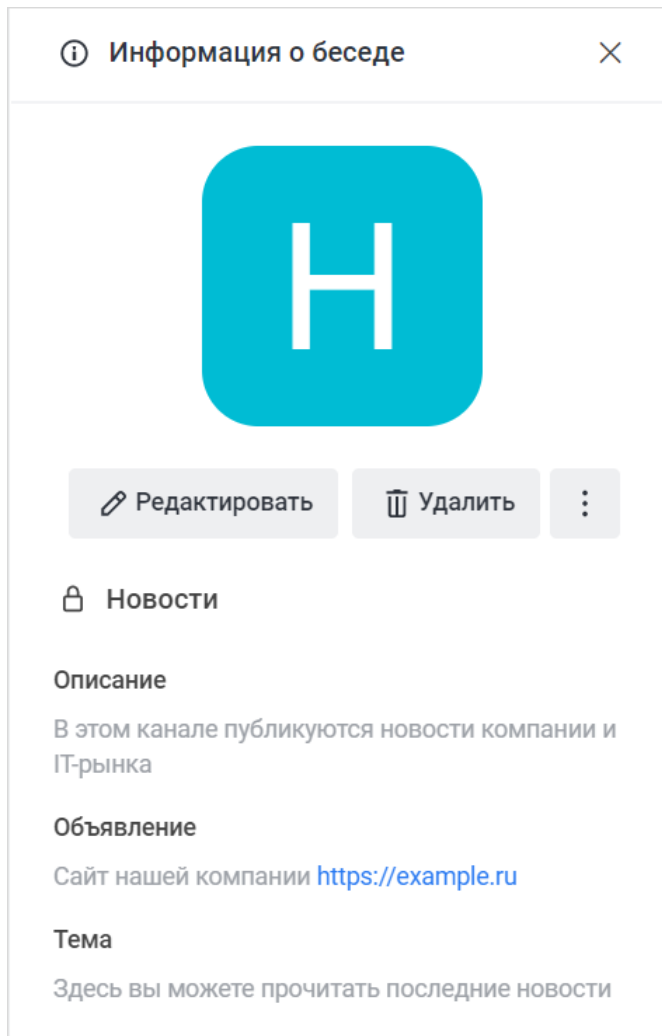 Информация о беседе
Н
Редактировать Удалить
Новости
Описание
В этом канале публикуются новости компании и
IT-рынка
Объявление
Сайт нашей компании https://example.ru
Тема
Здесь вы можете прочитать последние новости